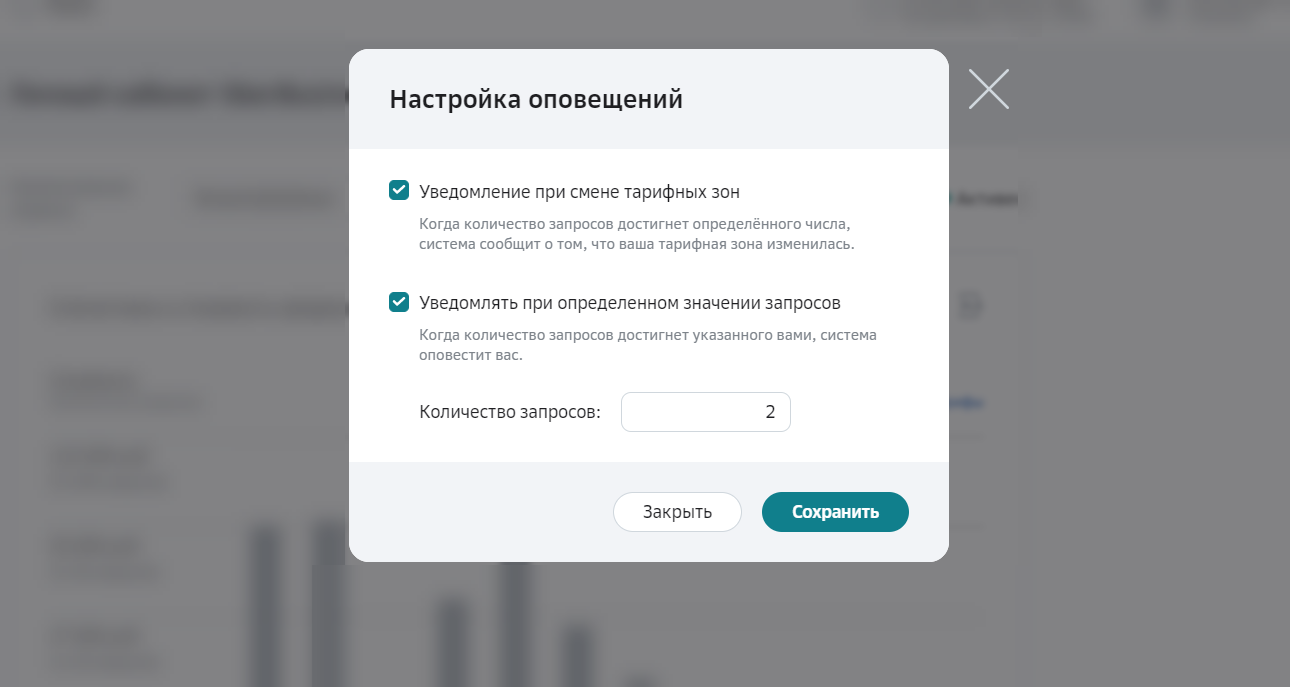 Настройка оповещений
Уведомление при смене тарифных зон
Когда количество запросов достигнет определённого числа,
система сообщит о том, что ваша тарифная зона изменилась.
Уведомлять при определенном значении запросов
Когда количество запросов достигнет указанного вами, система
оповестит вас.
Количество запросов: 2
Закрыть Сохранить